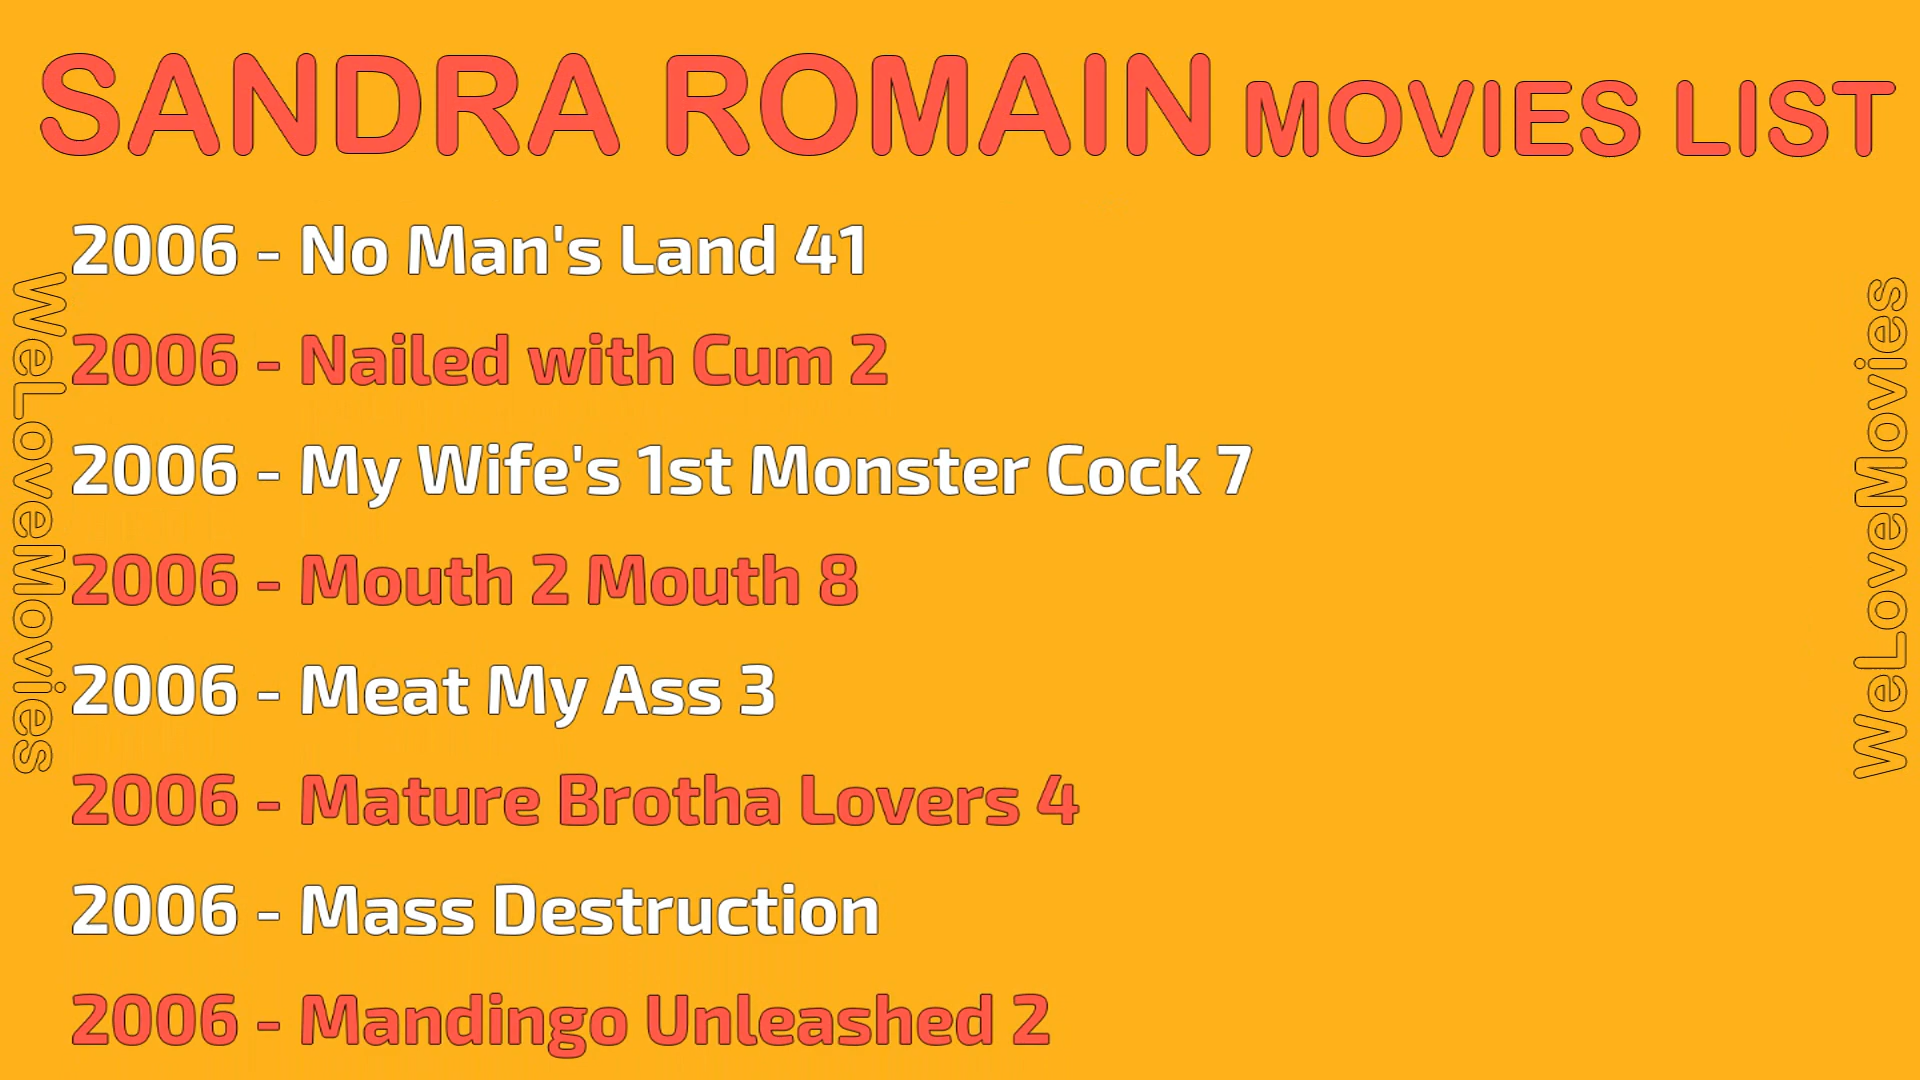 SANDRA ROMAIN MOVIES LIST
2006 - No Man's Land 41
2006 - Nailed with Cum 2
2006 - My Wife's 1st Monster Cock 7
2006 - Mouth 2 Mouth 8
2006 - Meat My Ass 3
2006 - Mature Brotha Lovers 4
2006 - Mass Destruction
2006 - Mandingo Unleashed 2
WeLoveMovies
WeLoveMovies